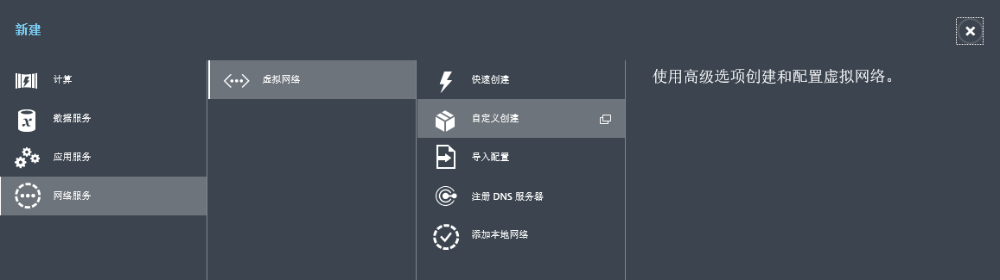 新建
计算
数据服务
应用服务
网络服务
虚拟网络
快速创建
自定义创建
导入配置
注册 DNS 服务器
添加本地网络
使用高级选项创建和配置虚拟网络。